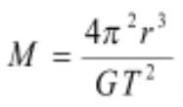 M = 4π²r³ / GT²